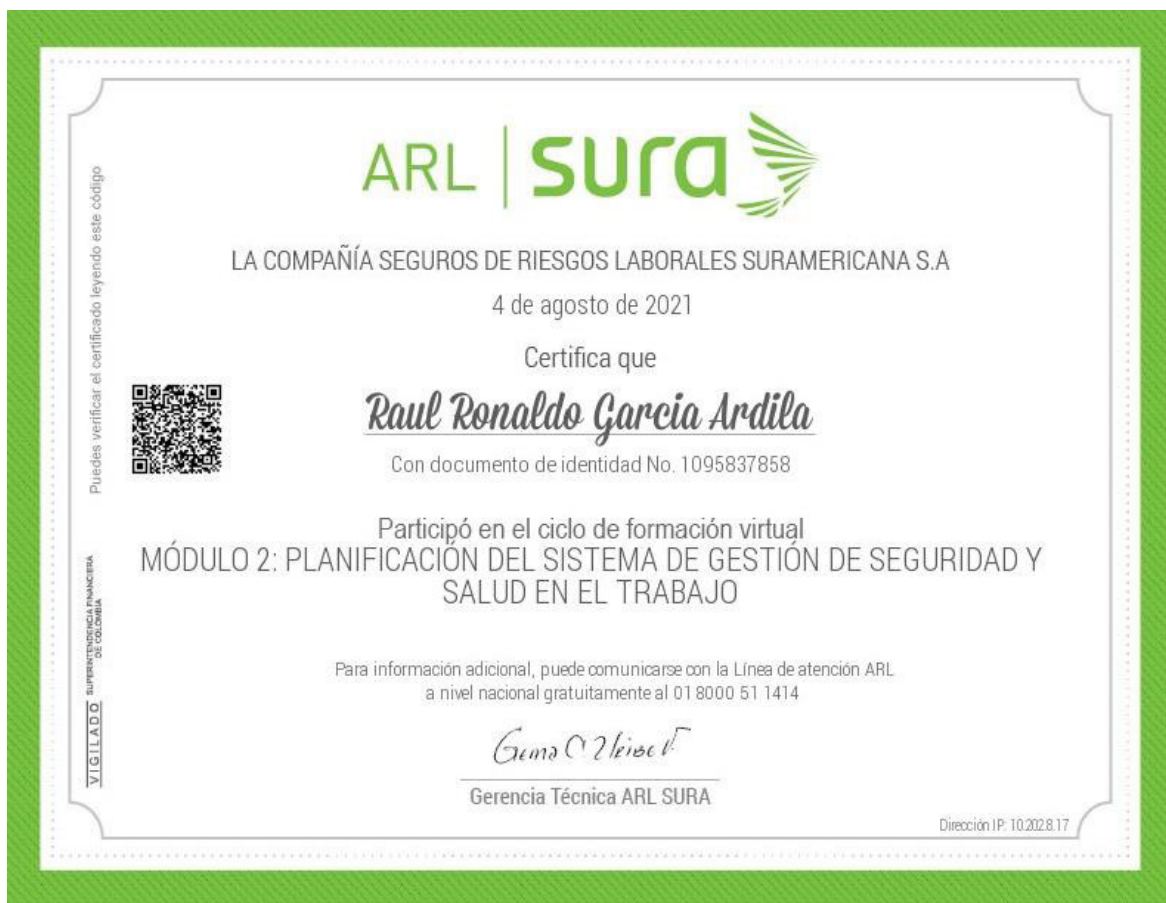 ARL | sura
LA COMPAÑÍA SEGUROS DE RIESGOS LABORALES SURAMERICANA S.A
4 de agosto de 2021
Certifica que
Raul Ronaldo Garcia Ardila
Con documento de identidad No. 1095837858
Participó en el ciclo de formación virtual
MÓDULO 2: PLANIFICACIÓN DEL SISTEMA DE GESTIÓN DE SEGURIDAD Y
SALUD EN EL TRABAJO
Para información adicional, puede comunicarse con la Línea de atención ARL
a nivel nacional gratuitamente al 01 8000 51 1414
Gerencia Técnica ARL SURA
Dirección IP: 10.202.8.17
Puedes verificar el certificado leyendo este código
VIGILADO SUPERINTENDENCIA FINANCIERA
DE COLOMBIA